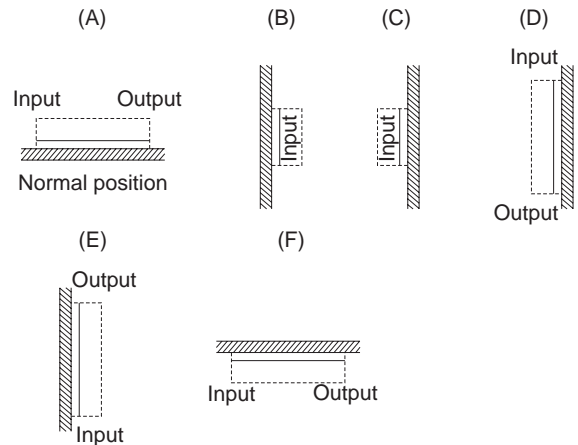 (A)
(B)
(C)
(D)
Input
Output
Normal position
Input
Input
Input
Output
(E)
(F)
Output
Input
Input
Output